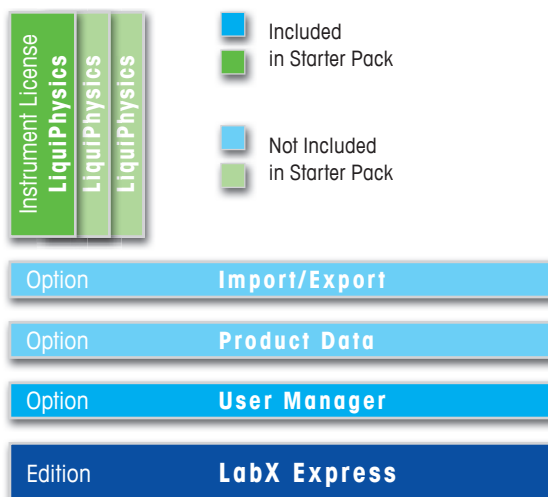 Instrument License
LiquiPhysics
LiquiPhysics
LiquiPhysics
Included
in Starter Pack
Not Included
in Starter Pack
Option Import/Export
Option Product Data
Option User Manager
Edition LabX Express